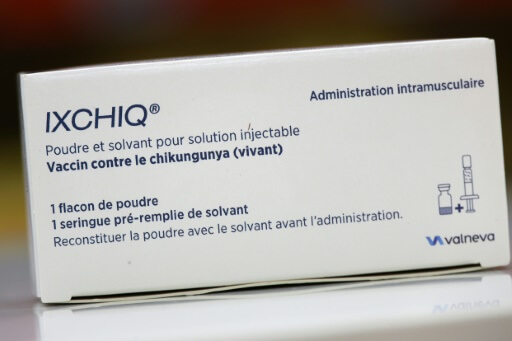 IXCHIQ®
Administration intramusculaire
Poudre et solvant pour solution injectable
Vaccin contre le chikungunya (vivant)
1 flacon de poudre
1 seringue pré-remplie de solvant
Reconstituer la poudre avec le solvant avant l'administration.
+
valneva